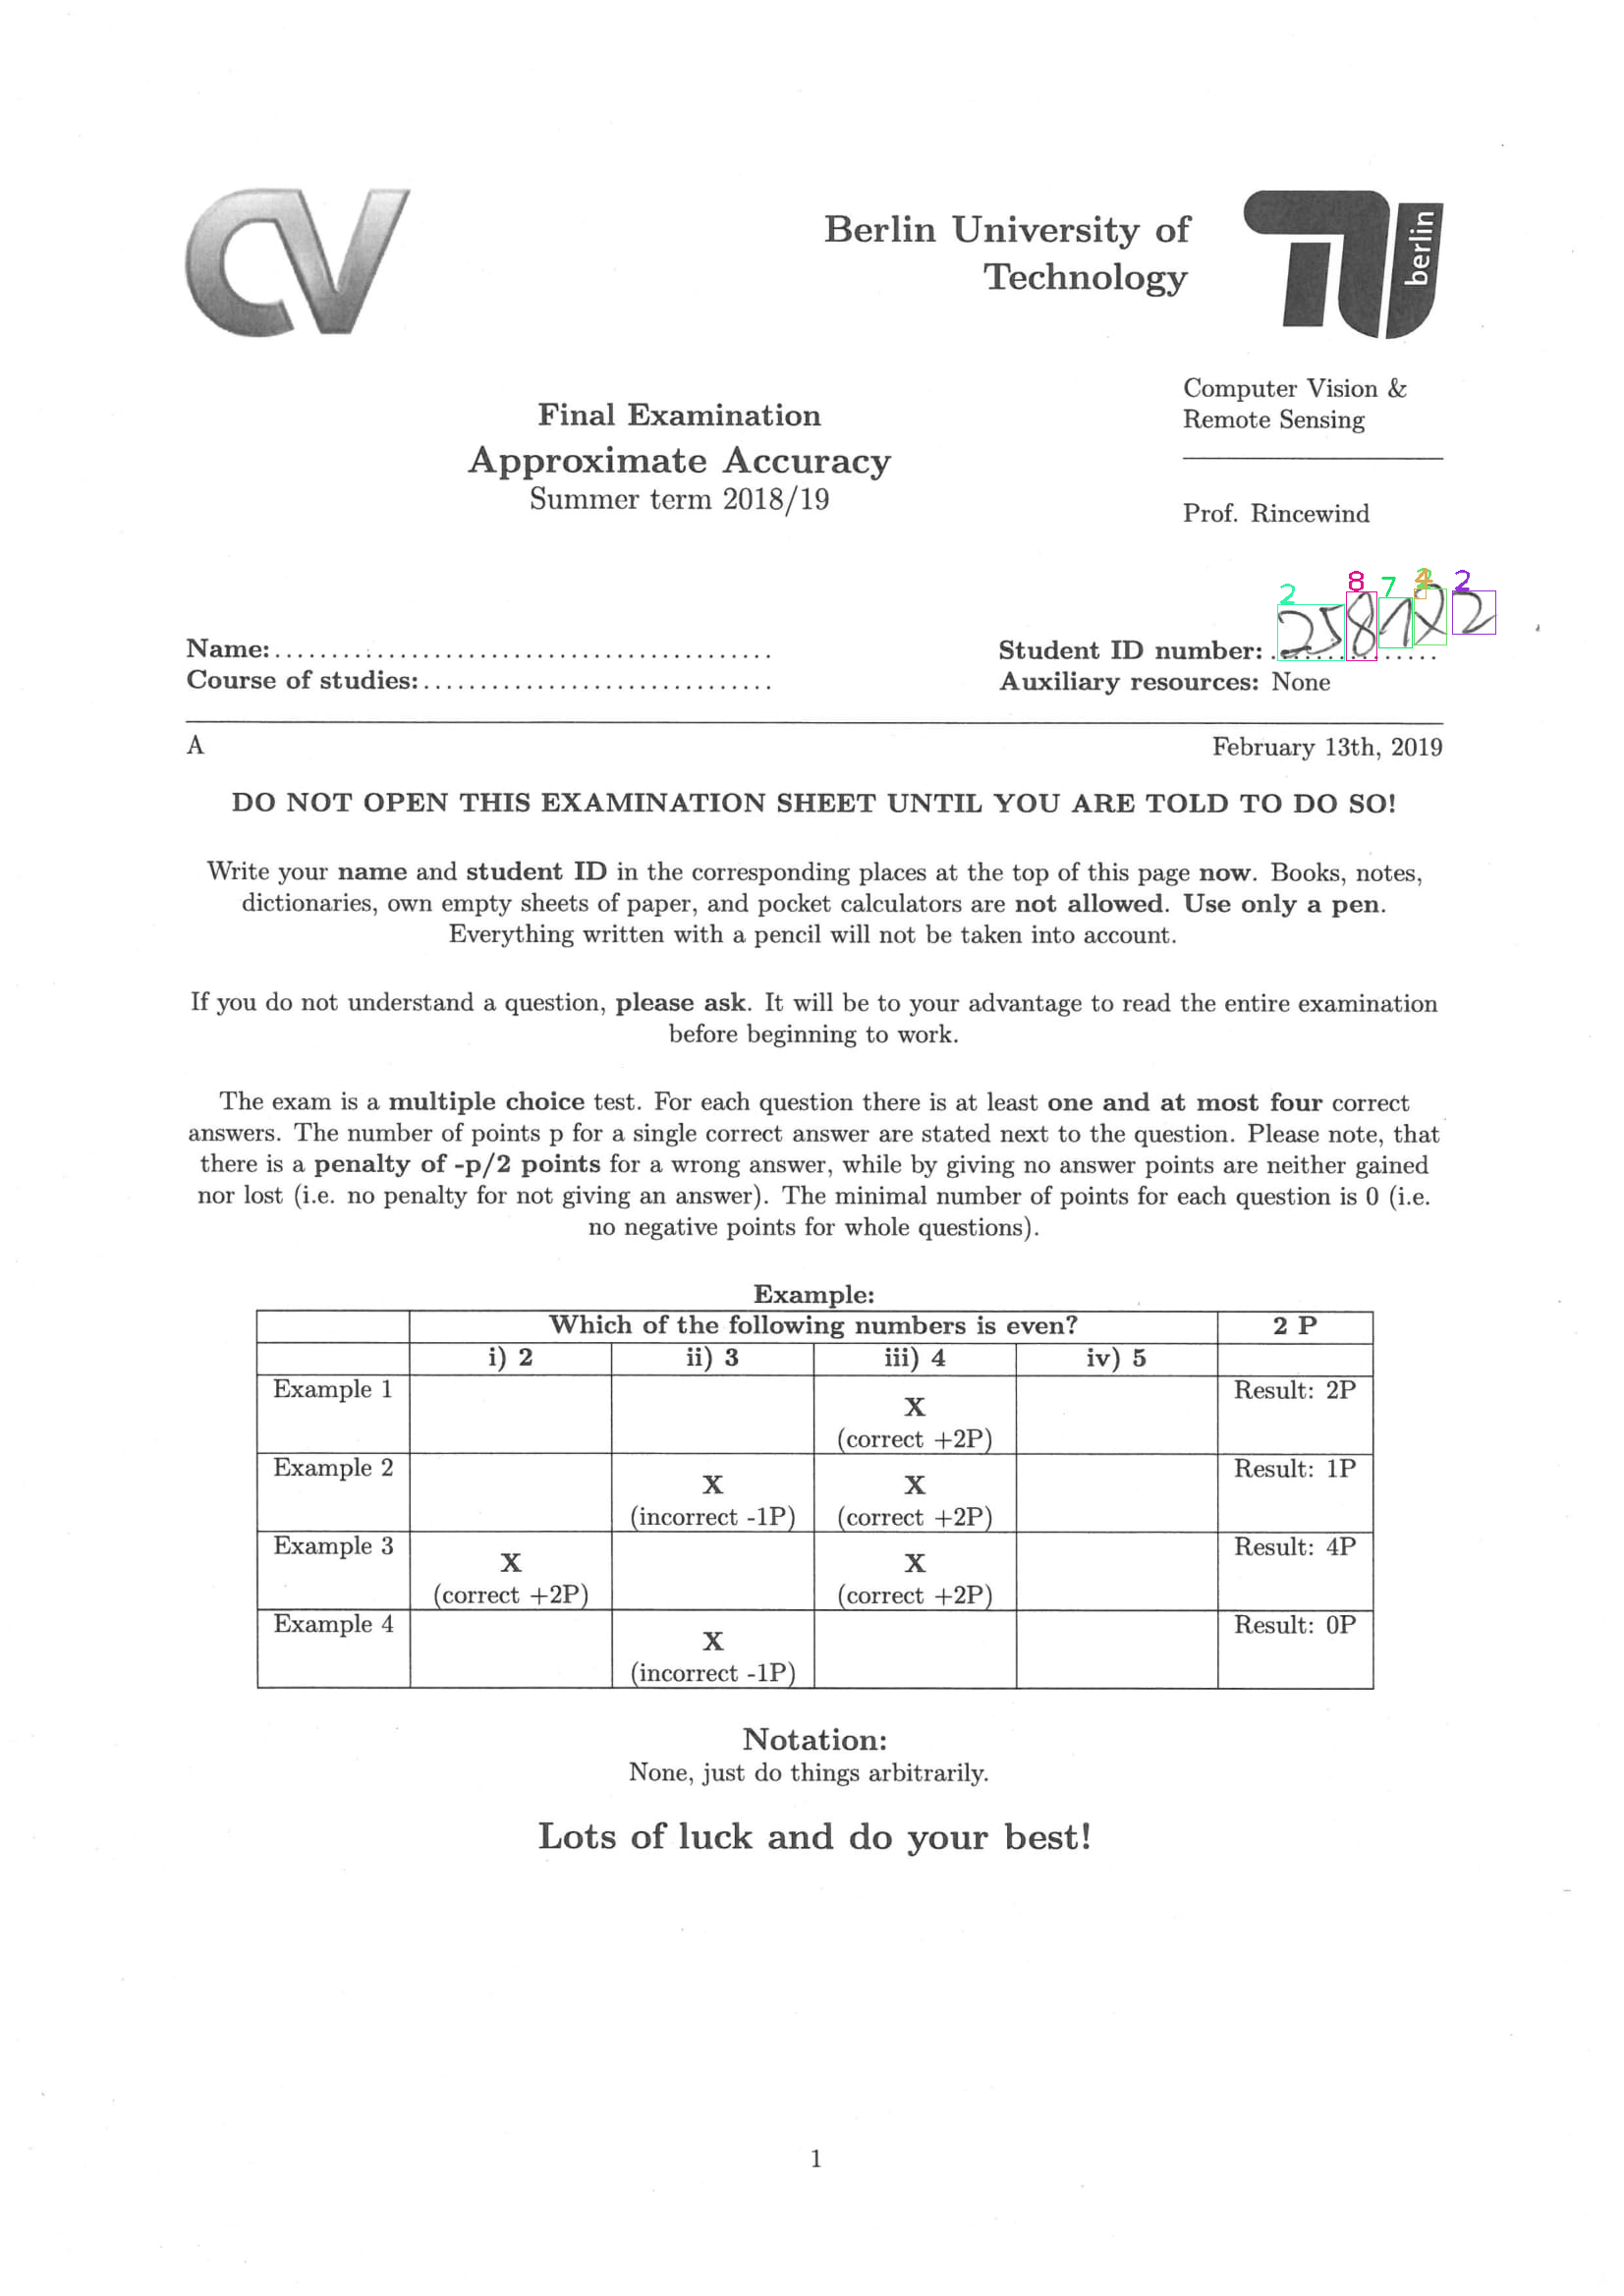 CV
Berlin University of
Technology
berlin
Computer Vision &
Remote Sensing
Final Examination
Approximate Accuracy
Summer term 2018/19
Prof. Rincewind
2 8 7 2
Name:............................................
Student ID number: ...............
Course of studies:...............................
Auxiliary resources: None
A
February 13th, 2019
DO NOT OPEN THIS EXAMINATION SHEET UNTIL YOU ARE TOLD TO DO SO!
Write your name and student ID in the corresponding places at the top of this page now. Books, notes,
dictionaries, own empty sheets of paper, and pocket calculators are not allowed. Use only a pen.
Everything written with a pencil will not be taken into account.
If you do not understand a question, please ask. It will be to your advantage to read the entire examination
before beginning to work.
The exam is a multiple choice test. For each question there is at least one and at most four correct
answers. The number of points p for a single correct answer are stated next to the question. Please note, that
there is a penalty of -p/2 points for a wrong answer, while by giving no answer points are neither gained
nor lost (i.e. no penalty for not giving an answer). The minimal number of points for each question is 0 (i.e.
no negative points for whole questions).
Example:
Which of the following numbers is even? 2 P
i) 2 ii) 3 iii) 4 iv) 5
Example 1 X Result: 2P
(correct +2P)
Example 2 X X Result: 1P
(incorrect -1P) (correct +2P)
Example 3 X X Result: 4P
(correct +2P) (correct +2P)
Example 4 X Result: 0P
(incorrect -1P)
Notation:
None, just do things arbitrarily.
Lots of luck and do your best!
1